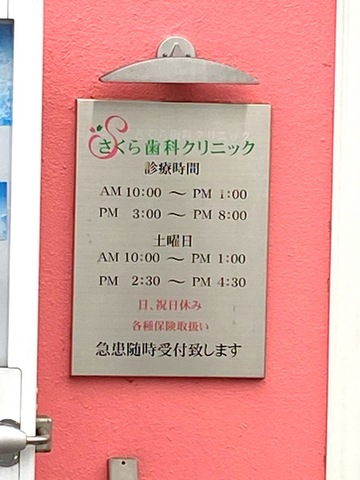 さくら歯科クリニック
診療時間
AM 10:00 〜 PM 1:00
PM 3:00 〜 PM 8:00
土曜日
AM 10:00 〜 PM 1:00
PM 2:30 〜 PM 4:30
日、祝日休み
各種保険取扱い
急患随時受付致します